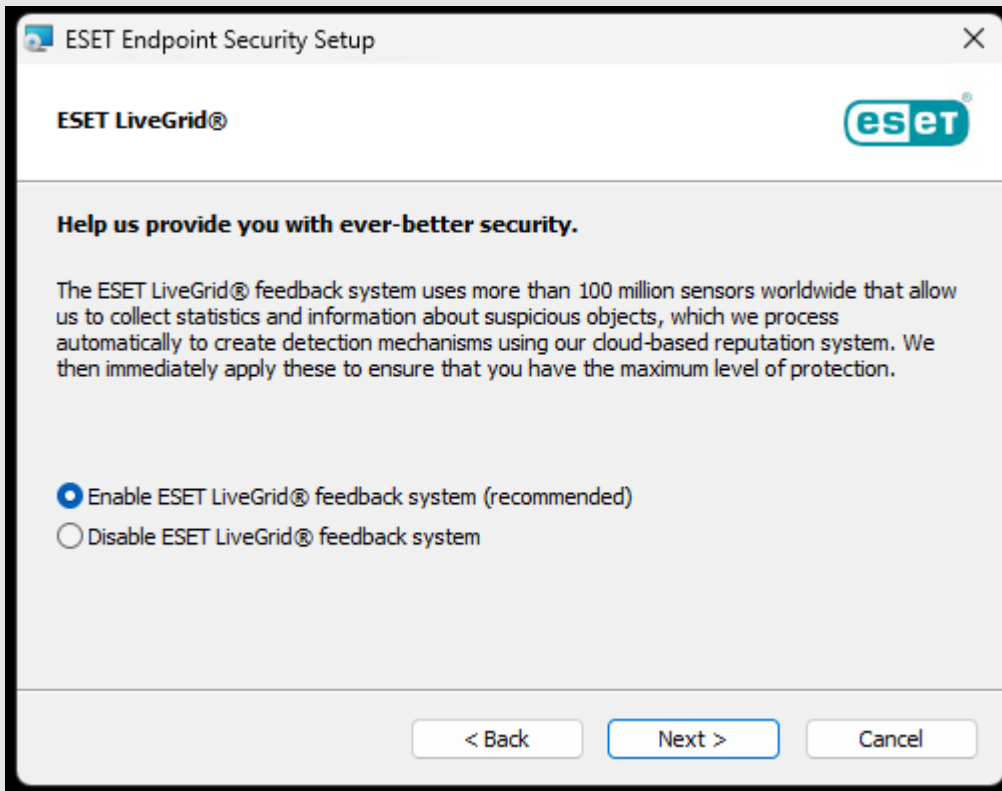 ESET Endpoint Security Setup
ESET LiveGrid®
eseT®
Help us provide you with ever-better security.
The ESET LiveGrid® feedback system uses more than 100 million sensors worldwide that allow
us to collect statistics and information about suspicious objects, which we process
automatically to create detection mechanisms using our cloud-based reputation system. We
then immediately apply these to ensure that you have the maximum level of protection.
Enable ESET LiveGrid® feedback system (recommended)
Disable ESET LiveGrid® feedback system
< Back Next > Cancel